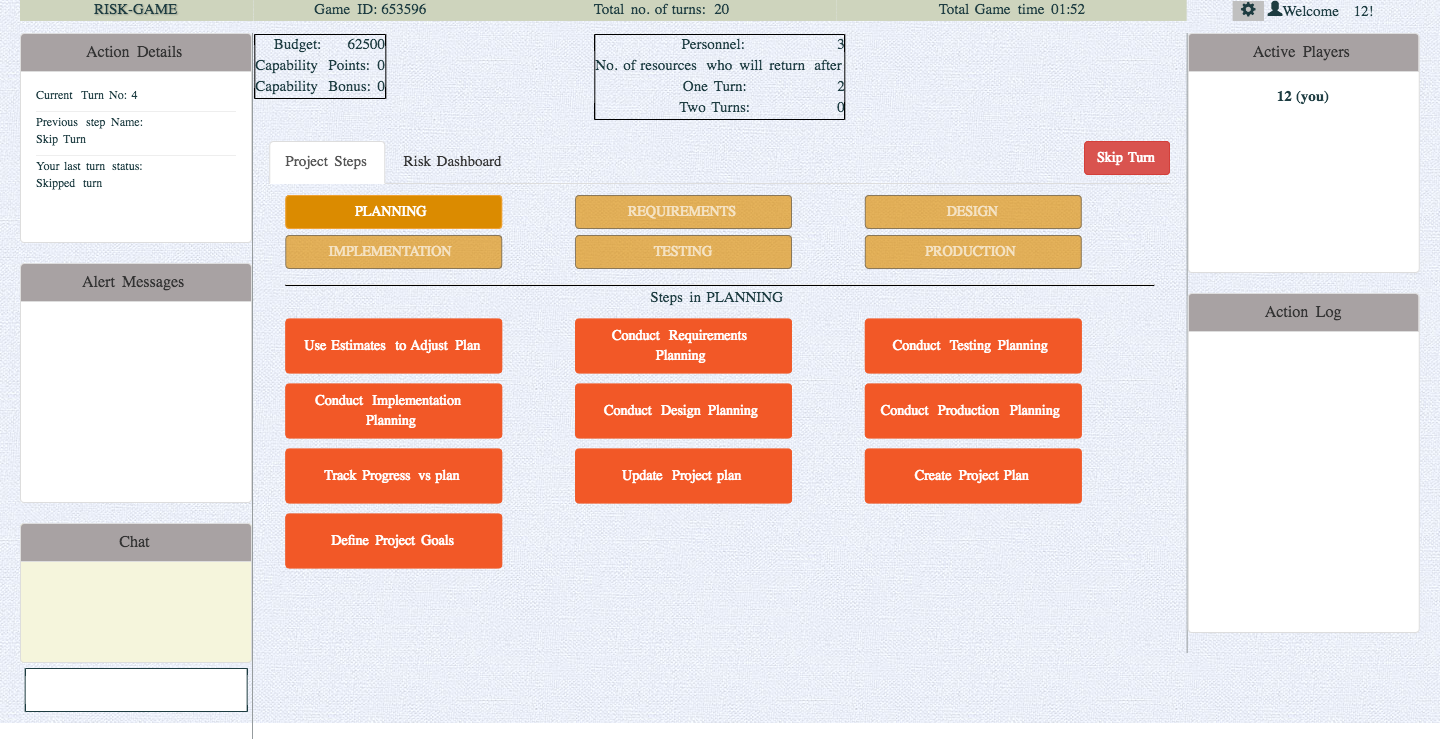 RISK-GAME
Game ID: 653596
Total no. of turns: 20
Total Game time 01:52
Welcome 12!
Action Details
Current Turn No: 4
Previous step Name:
Skip Turn
Your last turn status:
Skipped turn
Alert Messages
Chat
Budget: 62500
Capability Points: 0
Capability Bonus: 0
Personnel: 3
No. of resources who will return after
One Turn: 2
Two Turns: 0
Project Steps
Risk Dashboard
Skip Turn
PLANNING
REQUIREMENTS
DESIGN
IMPLEMENTATION
TESTING
PRODUCTION
Steps in PLANNING
Use Estimates to Adjust Plan
Conduct Requirements
Planning
Conduct Testing Planning
Conduct Implementation
Planning
Conduct Design Planning
Conduct Production Planning
Track Progress vs plan
Update Project plan
Create Project Plan
Define Project Goals
Active Players
12 (you)
Action Log